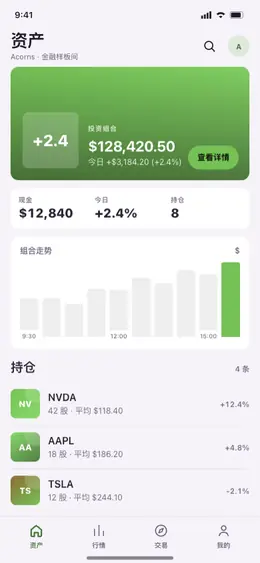 9:41
资产
Acorns · 金融样板间
A
+2.4
投资组合
$128,420.50
今日 +$3,184.20 (+2.4%)
查看详情
现金
今日
持仓
$12,840
+2.4%
8
组合走势
$
9:30
12:00
15:00
持仓
4 条
NV
NVDA
42 股 · 平均 $118.40
+12.4%
AA
AAPL
18 股 · 平均 $186.20
+4.8%
TS
TSLA
12 股 · 平均 $244.10
-2.1%
资产
行情
交易
我的